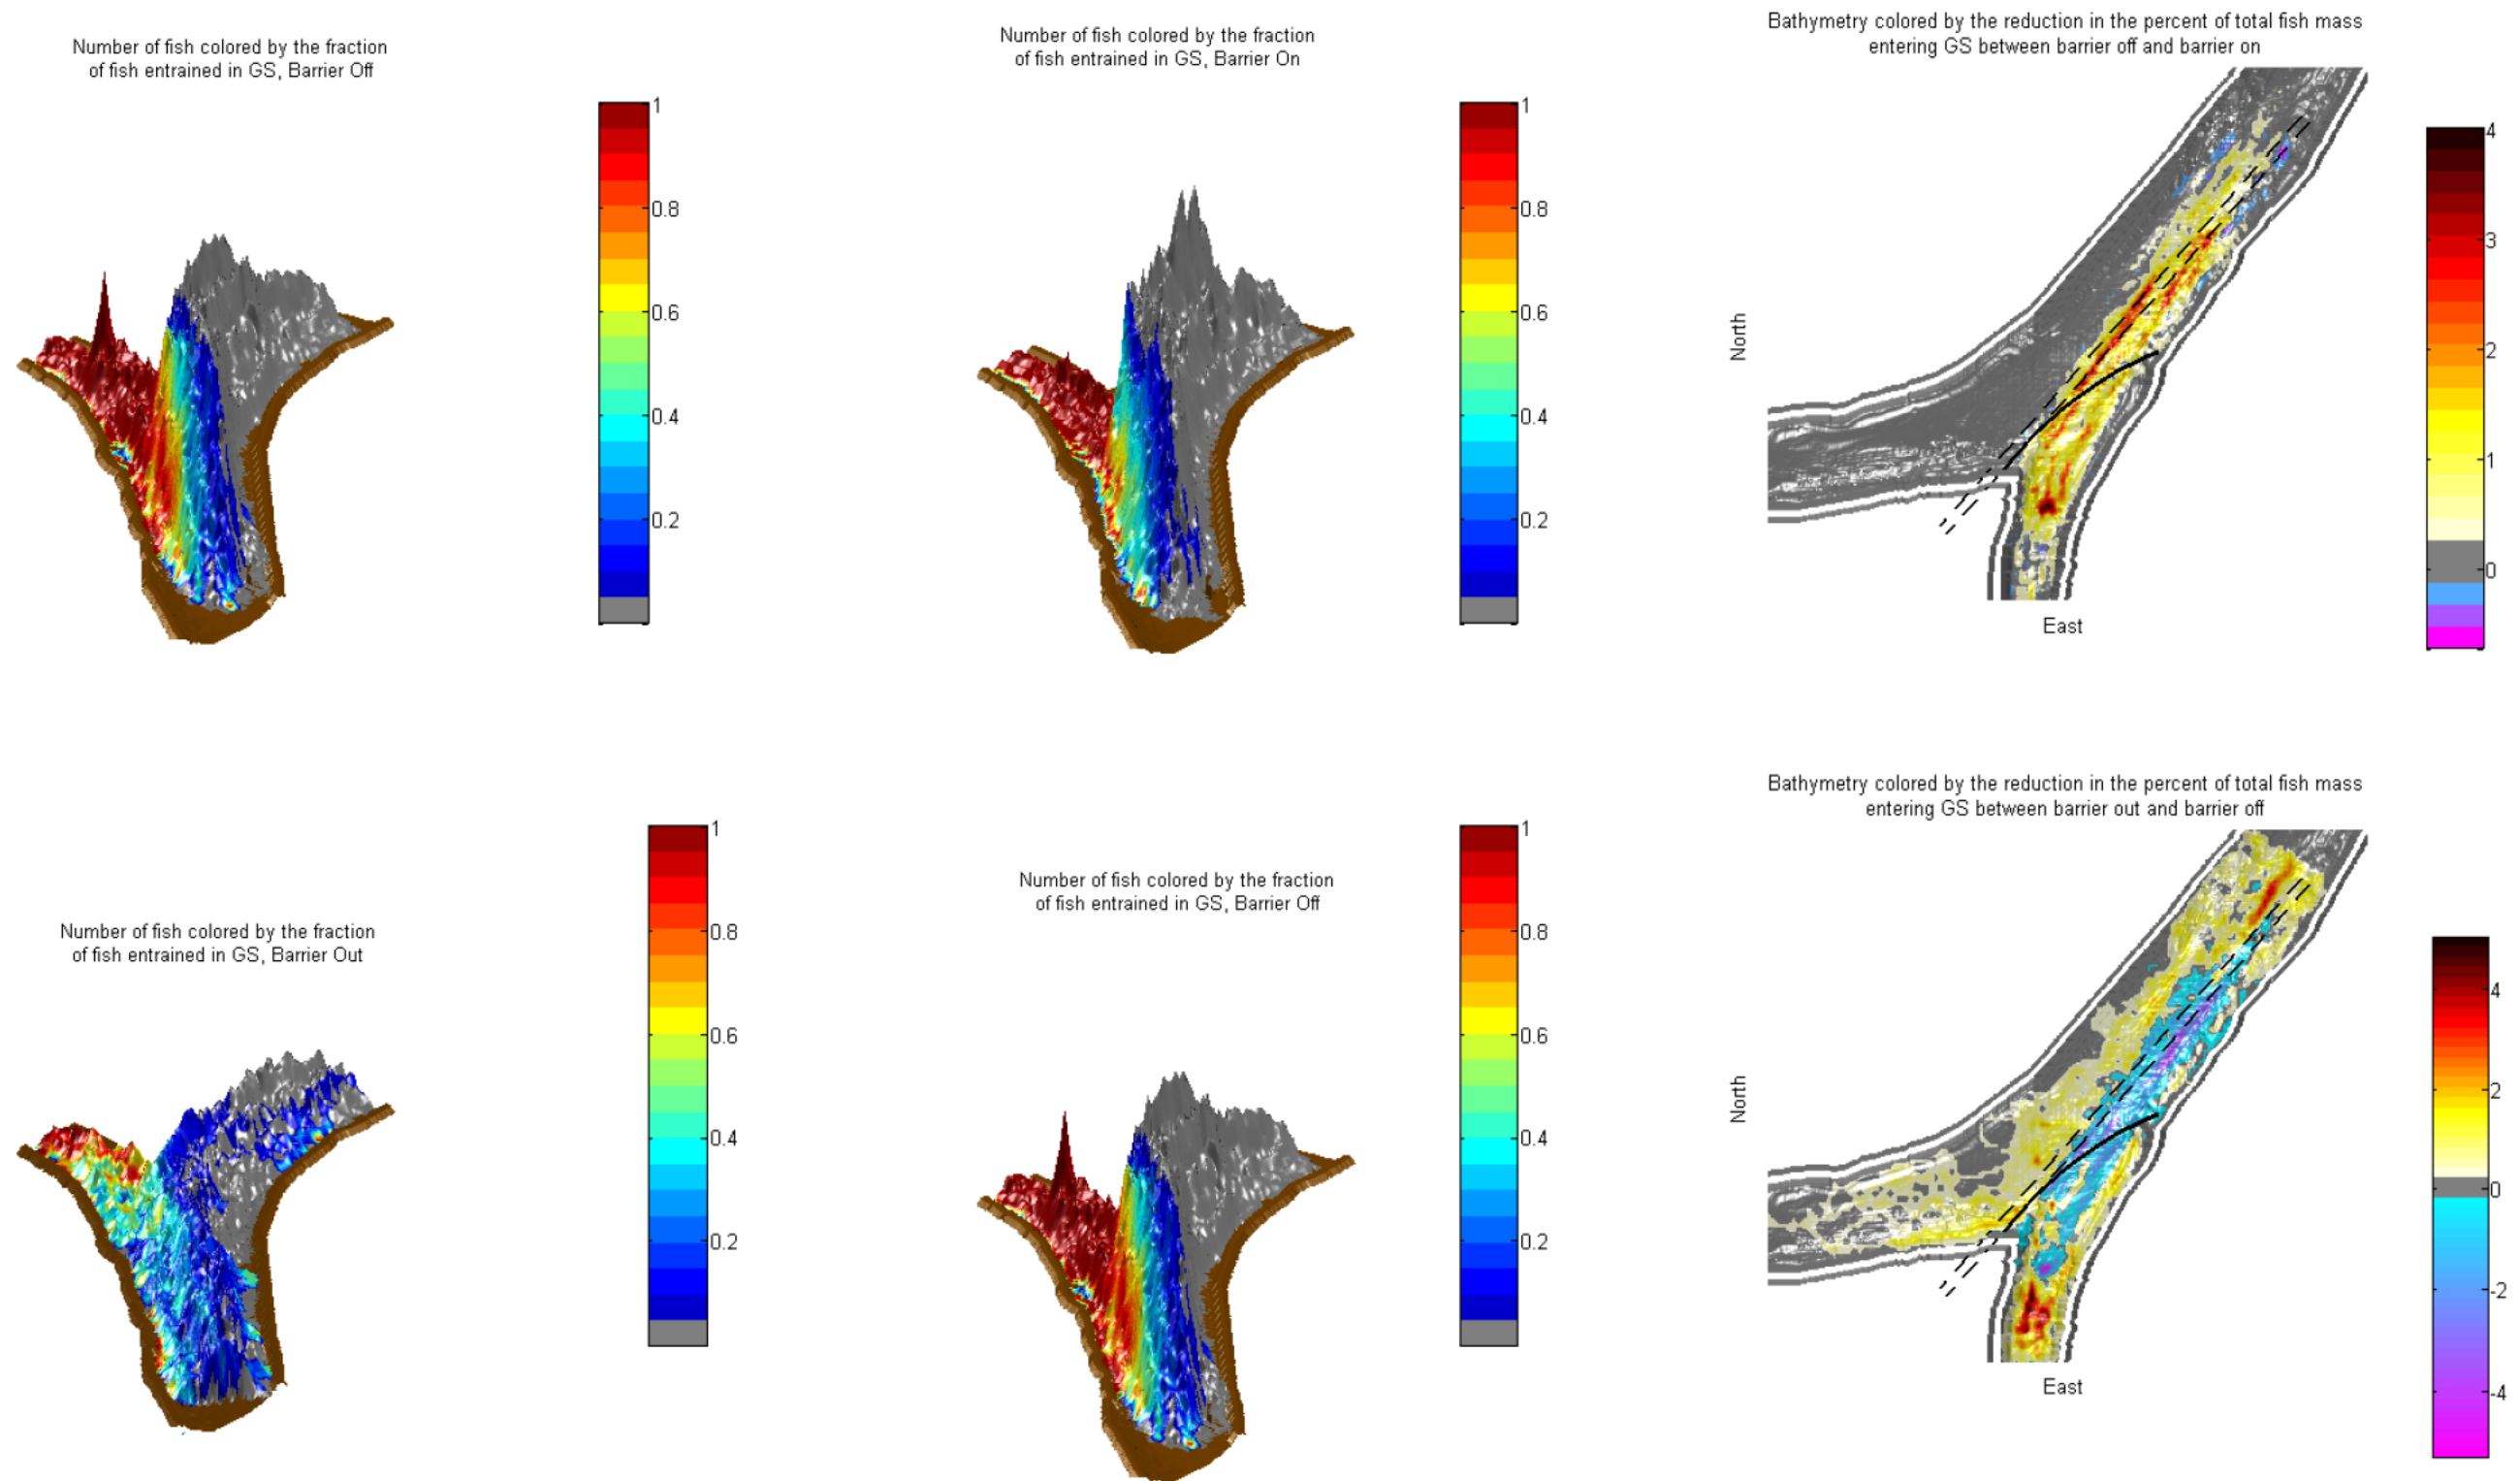 Number of fish colored by the fraction
of fish entrained in GS, Barrier Off
1
0.8
0.6
0.4
0.2
Number of fish colored by the fraction
of fish entrained in GS, Barrier On
1
0.8
0.6
0.4
0.2
Bathymetry colored by the reduction in the percent of total fish mass
entering GS between barrier off and barrier on
North
East
4
3
2
1
0
Number of fish colored by the fraction
of fish entrained in GS, Barrier Out
1
0.8
0.6
0.4
0.2
Number of fish colored by the fraction
of fish entrained in GS, Barrier Off
1
0.8
0.6
0.4
0.2
Bathymetry colored by the reduction in the percent of total fish mass
entering GS between barrier out and barrier off
North
East
4
2
0
-2
-4